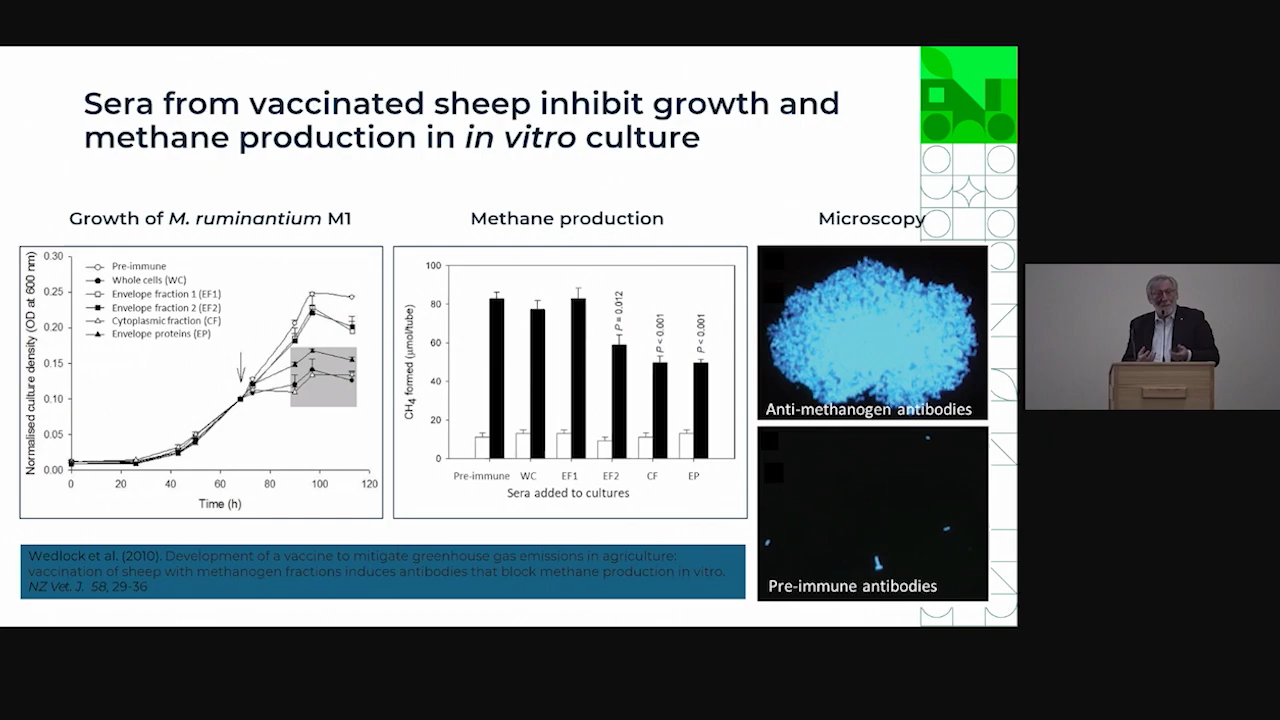 Sera from vaccinated sheep inhibit growth and
methane production in in vitro culture
Growth of M. ruminantium M1
Normalised culture density (OD at 600 nm)
0.30
0.25
0.20
0.15
0.10
0.05
0.00
Pre-immune
Whole cells (WC)
Envelope fraction 1 (EF1)
Envelope fraction 2 (EF2)
Cytoplasmic fraction (CF)
Envelope proteins (EP)
0 20 40 60 80 100 120
Time (h)
Methane production
CH4 formed (µmol/tube)
100
80
60
40
20
0
P = 0.012
P < 0.001
P < 0.001
Pre-immune WC EF1 EF2 CF EP
Sera added to cultures
Microscopy
Anti-methanogen antibodies
Pre-immune antibodies
Wedlock et al. (2010). Development of a vaccine to mitigate greenhouse gas emissions in agriculture:
vaccination of sheep with methanogen fractions induces antibodies that block methane production in vitro.
NZ Vet. J. 58, 29-36